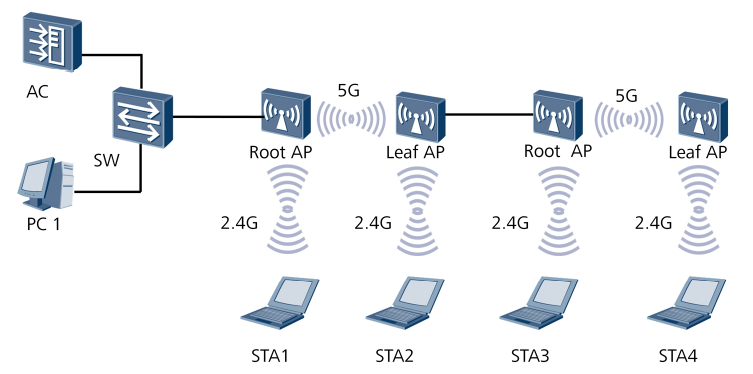 AC
SW
PC 1
5G
5G
Root AP
Leaf AP
Root AP
Leaf AP
2.4G
2.4G
2.4G
2.4G
STA1
STA2
STA3
STA4